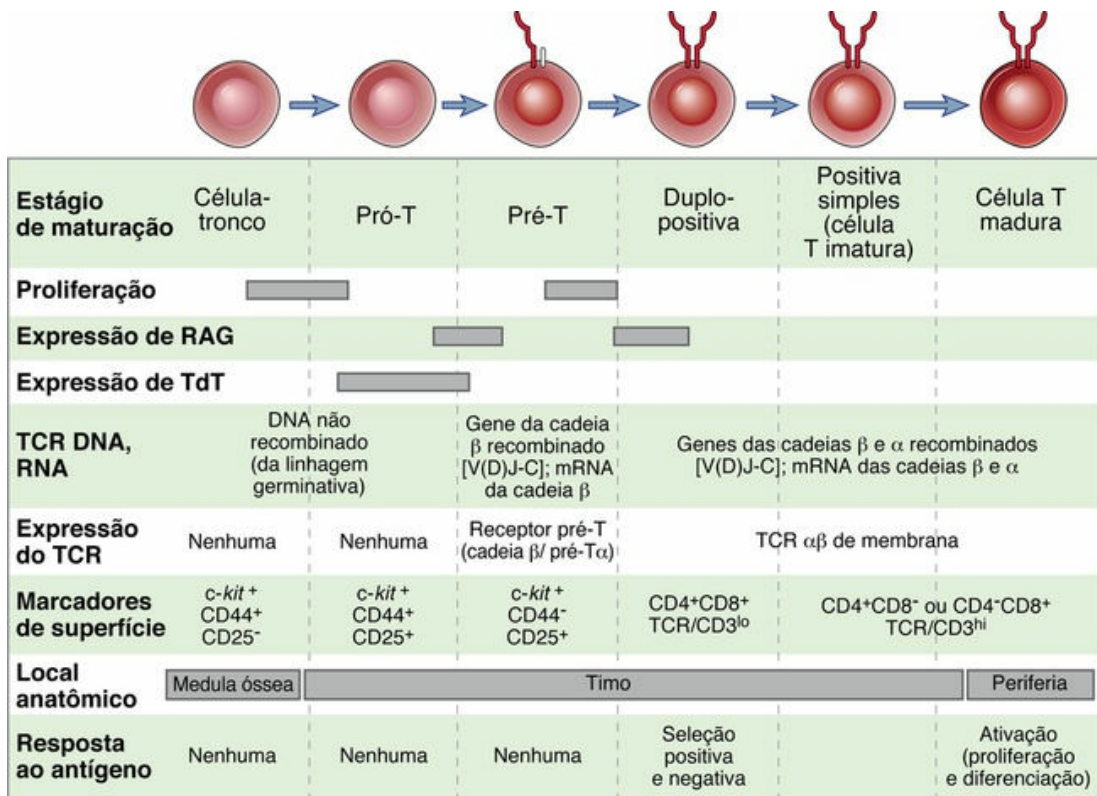 Estágio
de maturação
Célula-
tronco
Pró-T
Pré-T
Duplo-
positiva
Positiva
simples
(célula
T imatura)
Célula T
madura
Proliferação
Expressão de RAG
Expressão de TdT
TCR DNA,
RNA
DNA não
recombinado
(da linhagem
germinativa)
Gene da cadeia
β recombinado
[V(D)J-C]; mRNA
da cadeia β
Genes das cadeias β e α recombinados
[V(D)J-C]; mRNA das cadeias β e α
Expressão
do TCR
Nenhuma
Nenhuma
Receptor pré-T
(cadeia β/ pré-Tα)
TCR αβ de membrana
Marcadores
de superfície
c-kit⁺
CD44+
CD25⁻
c-kit⁺
CD44+
CD25⁺
c-kit⁺
CD44⁻
CD25⁺
CD4⁺CD8⁺
TCR/CD3ˡᵒ
CD4⁺CD8⁻ ou CD4⁻CD8⁺
TCR/CD3ʰⁱ
Local
anatômico
Medula óssea
Timo
Periferia
Resposta
ao antígeno
Nenhuma
Nenhuma
Nenhuma
Seleção
positiva
e negativa
Ativação
(proliferação
e diferenciação)